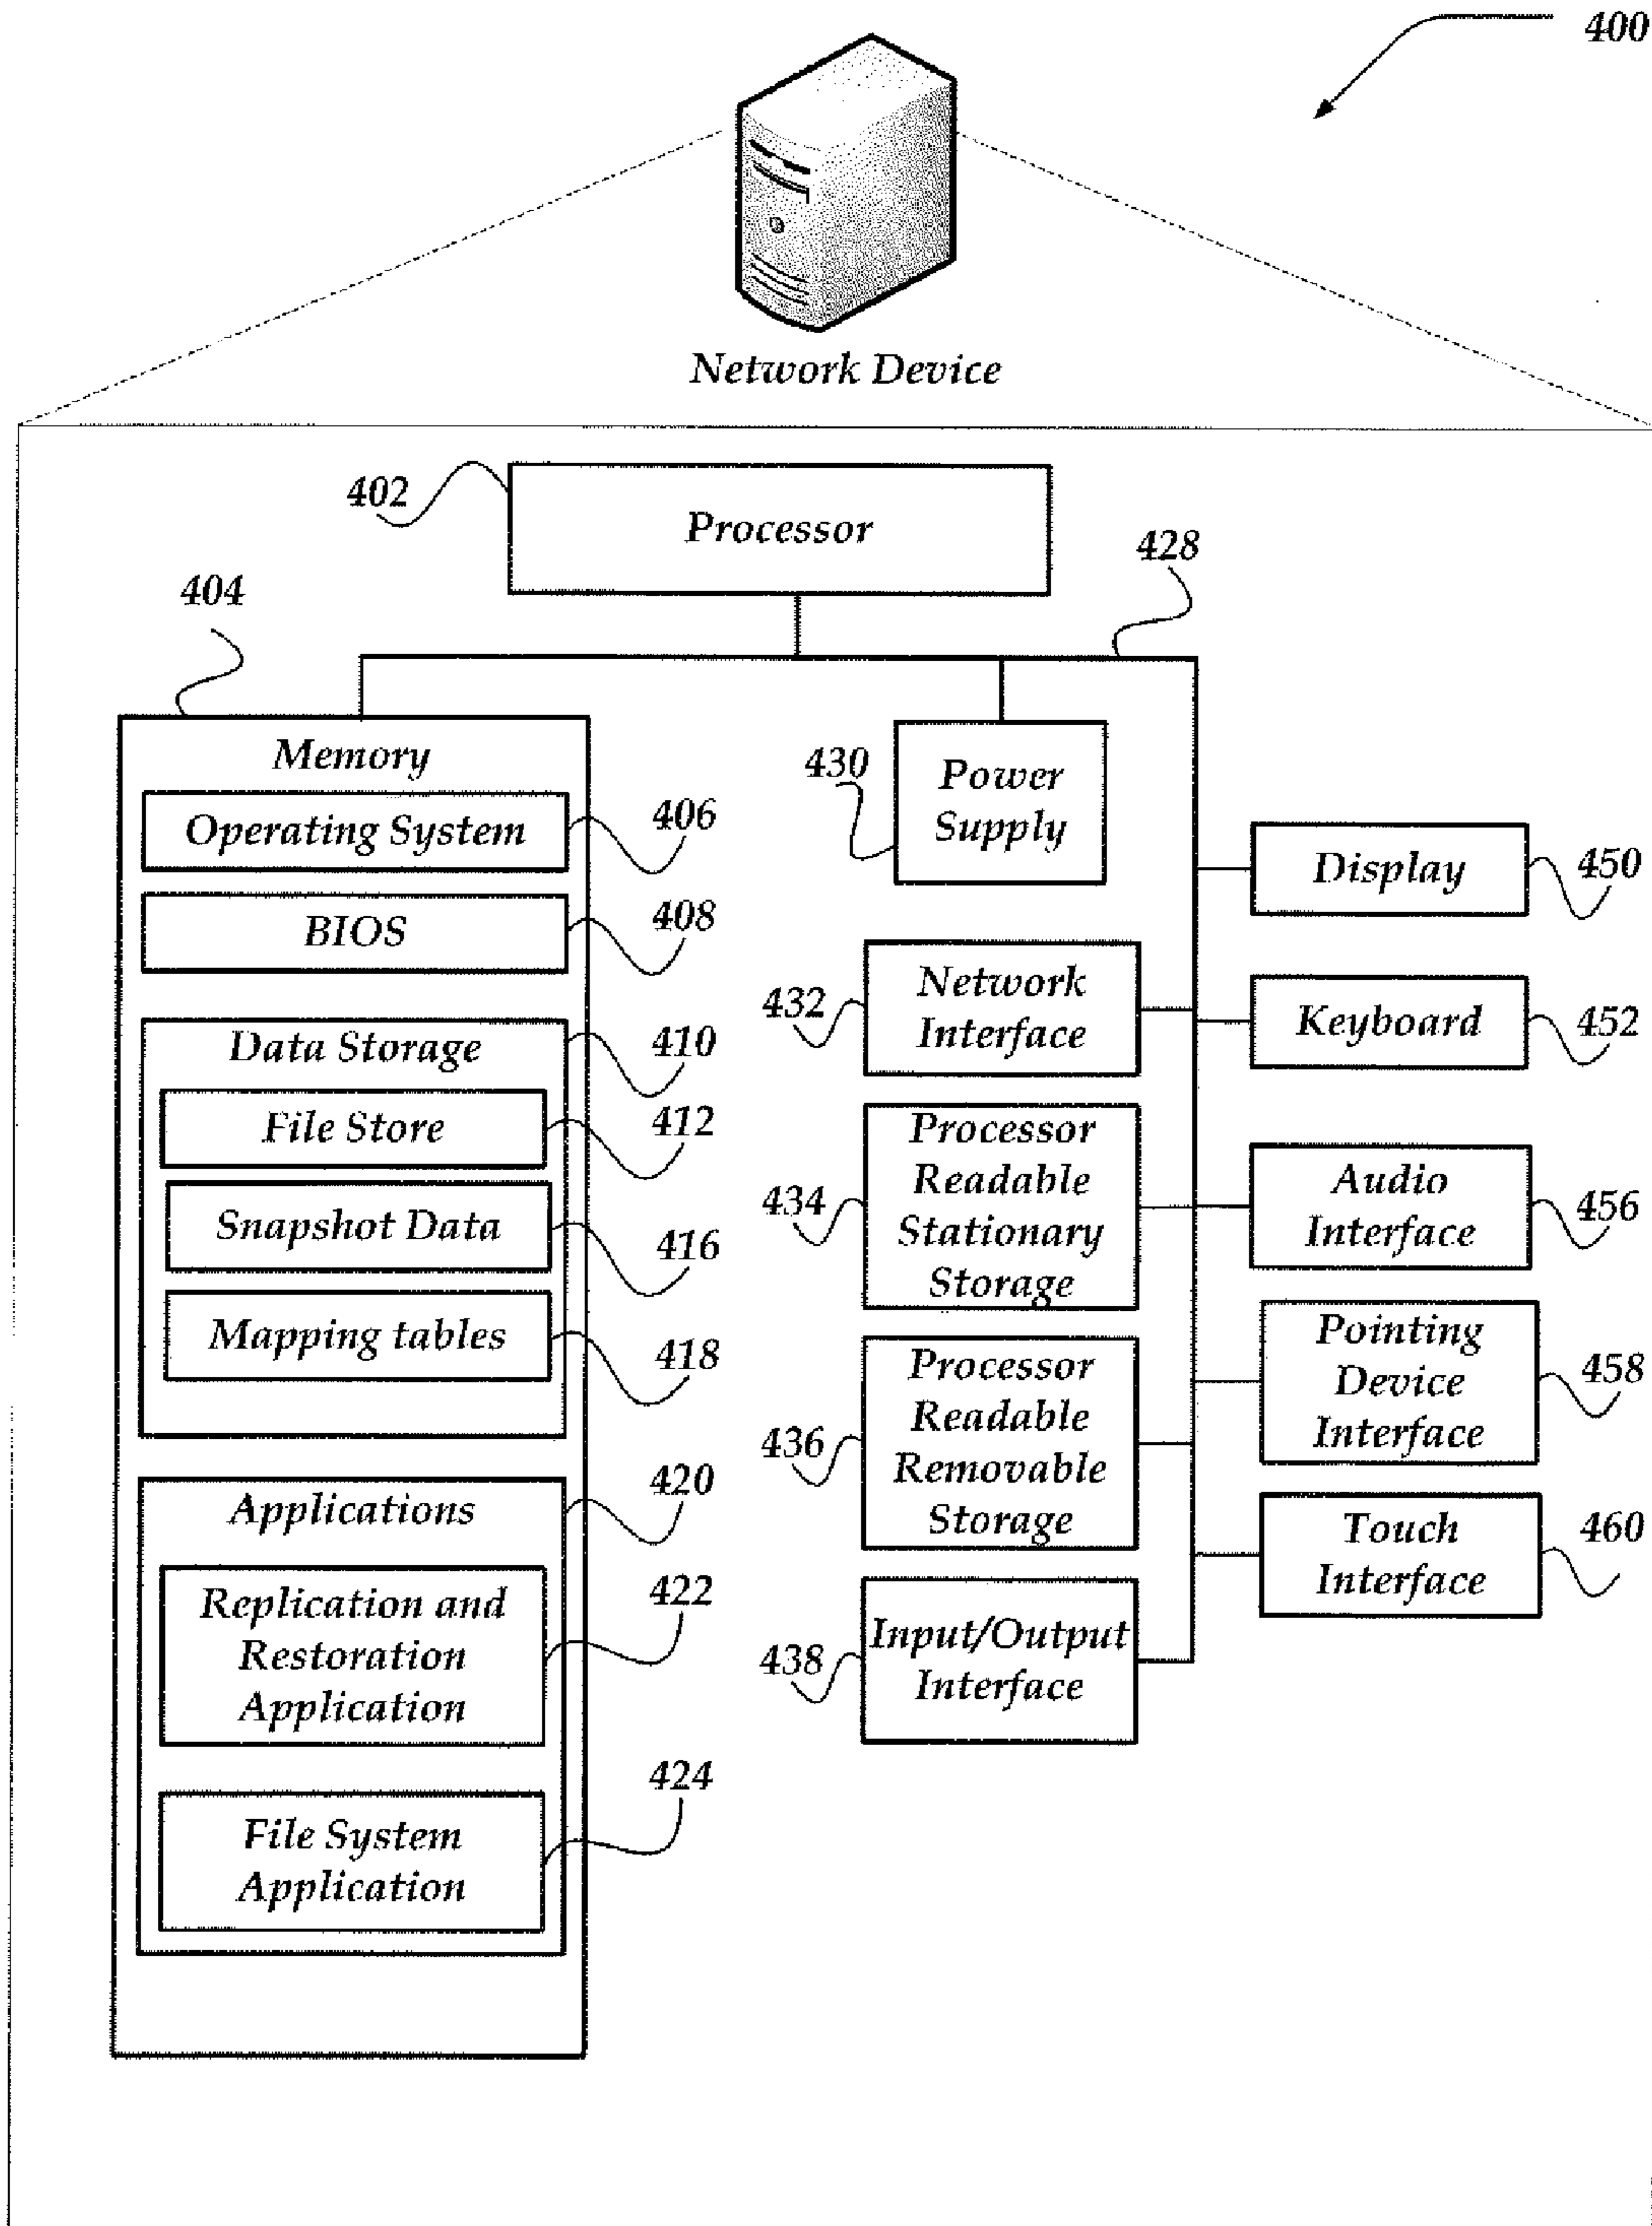 400
Network Device
402
Processor
428
404
Memory
Operating System
406
BIOS
408
Data Storage
410
File Store
412
Snapshot Data
416
Mapping tables
418
Applications
420
Replication and
Restoration
Application
422
File System
Application
424
430
Power
Supply
432
Network
Interface
434
Processor
Readable
Stationary
Storage
436
Processor
Readable
Removable
Storage
438
Input/Output
Interface
Display
450
Keyboard
452
Audio
Interface
456
Pointing
Device
Interface
458
Touch
Interface
460